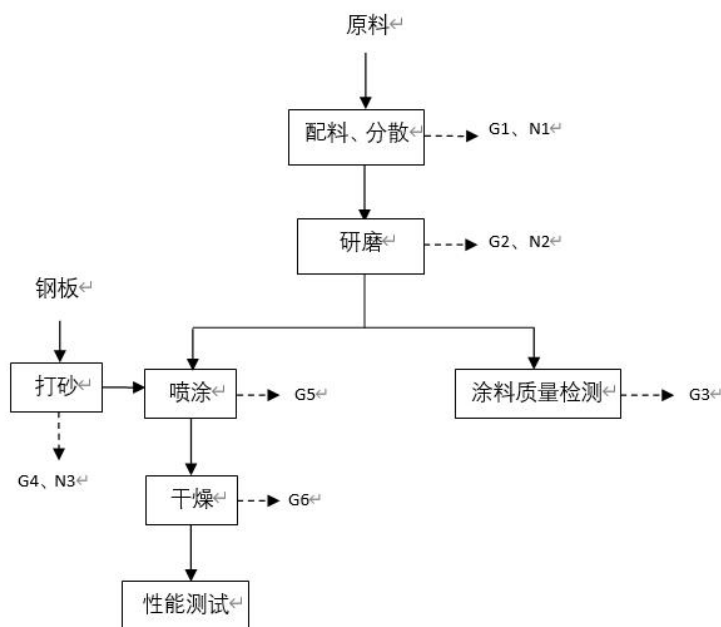 原料↵
配料、分散↵
G1、N1↵
研磨↵
G2、N2↵
钢板↵
打砂↵
喷涂↵
G5↵
涂料质量检测↵
G3↵
G4、N3↵
干燥↵
G6↵
性能测试↵